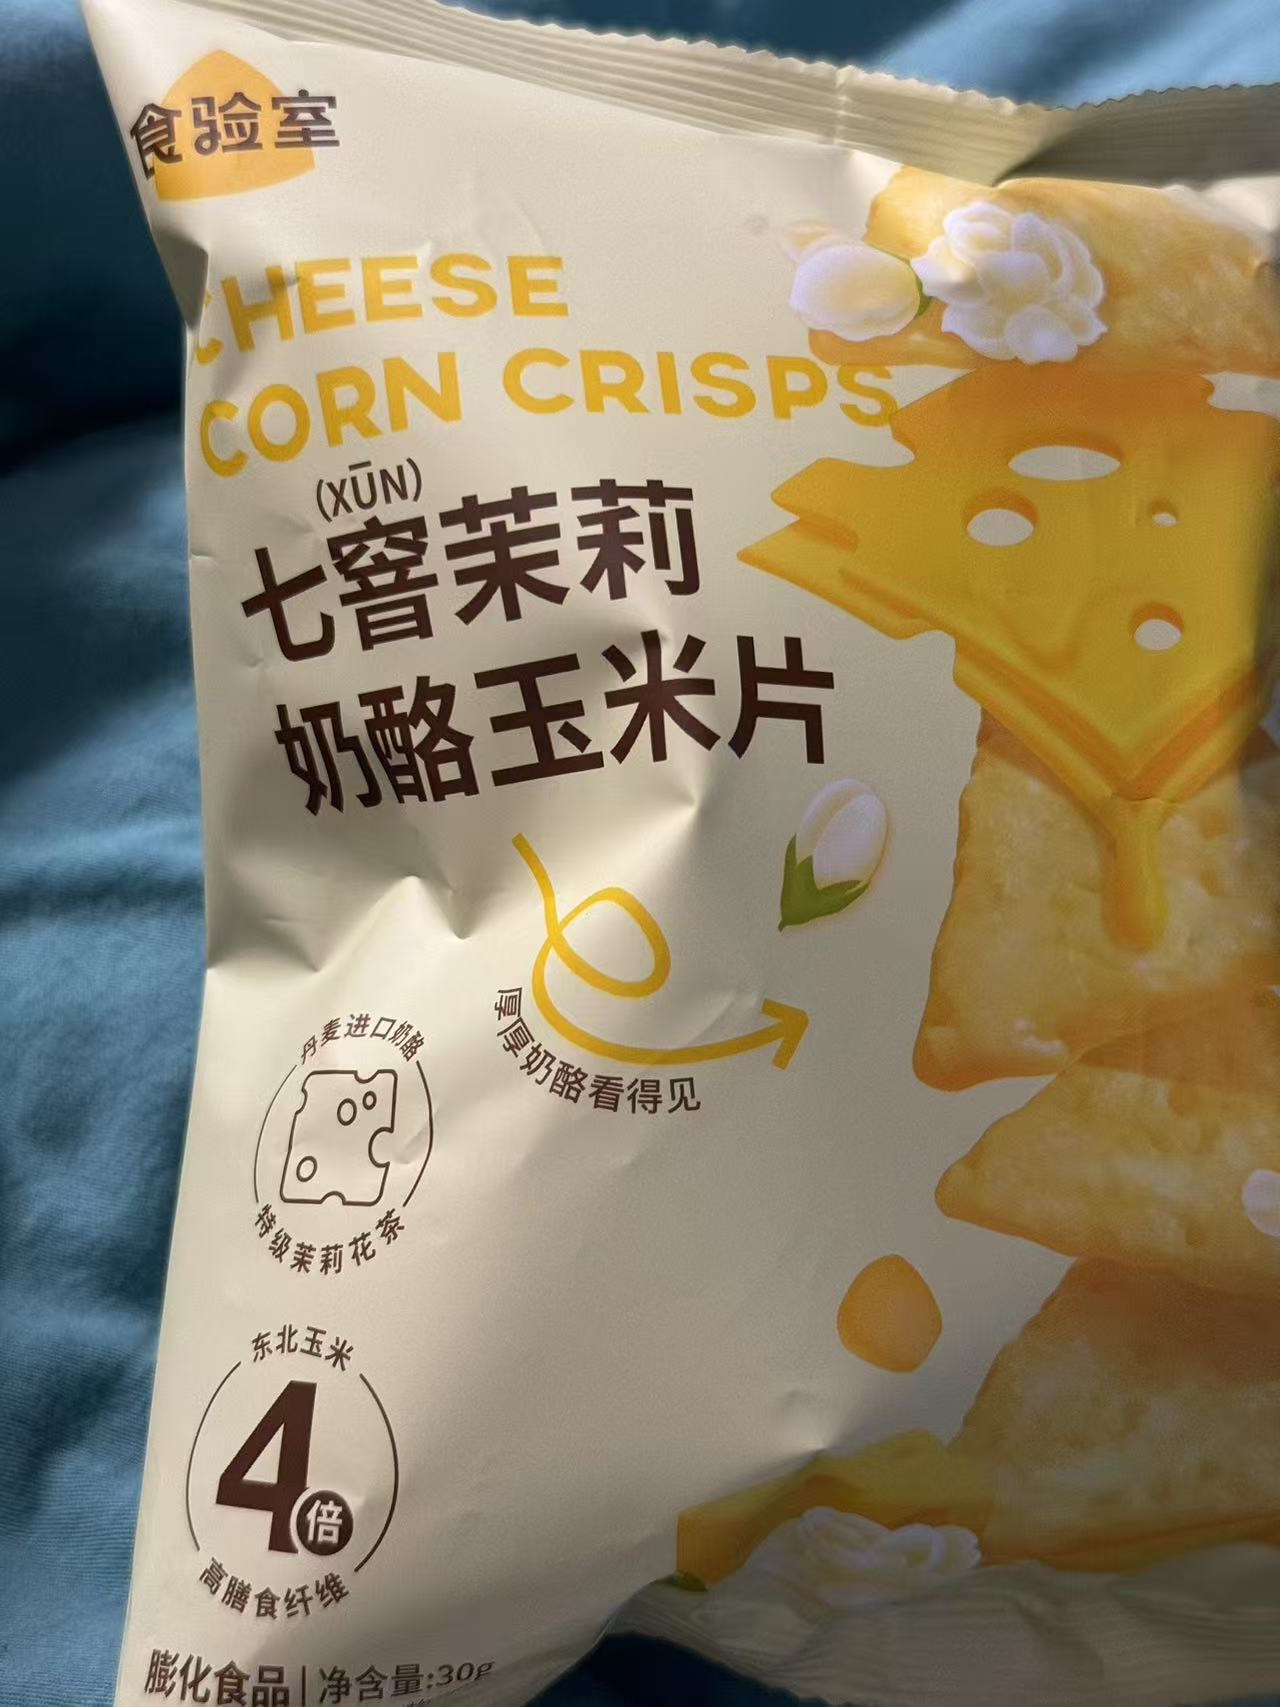 食验室
CHEESE
CORN CRISPS
(XŪN)
七窨茉莉
奶酪玉米片
厚厚奶酪看得见
丹麦进口奶酪
特级茉莉花茶
东北玉米
4倍
高膳食纤维
膨化食品|净含量:30g